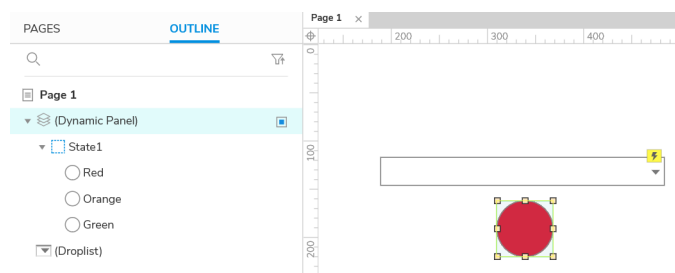 PAGES OUTLINE
Page 1
(Dynamic Panel)
State1
Red
Orange
Green
(Droplist)
Page 1 ×
200 300 400
0
100
200